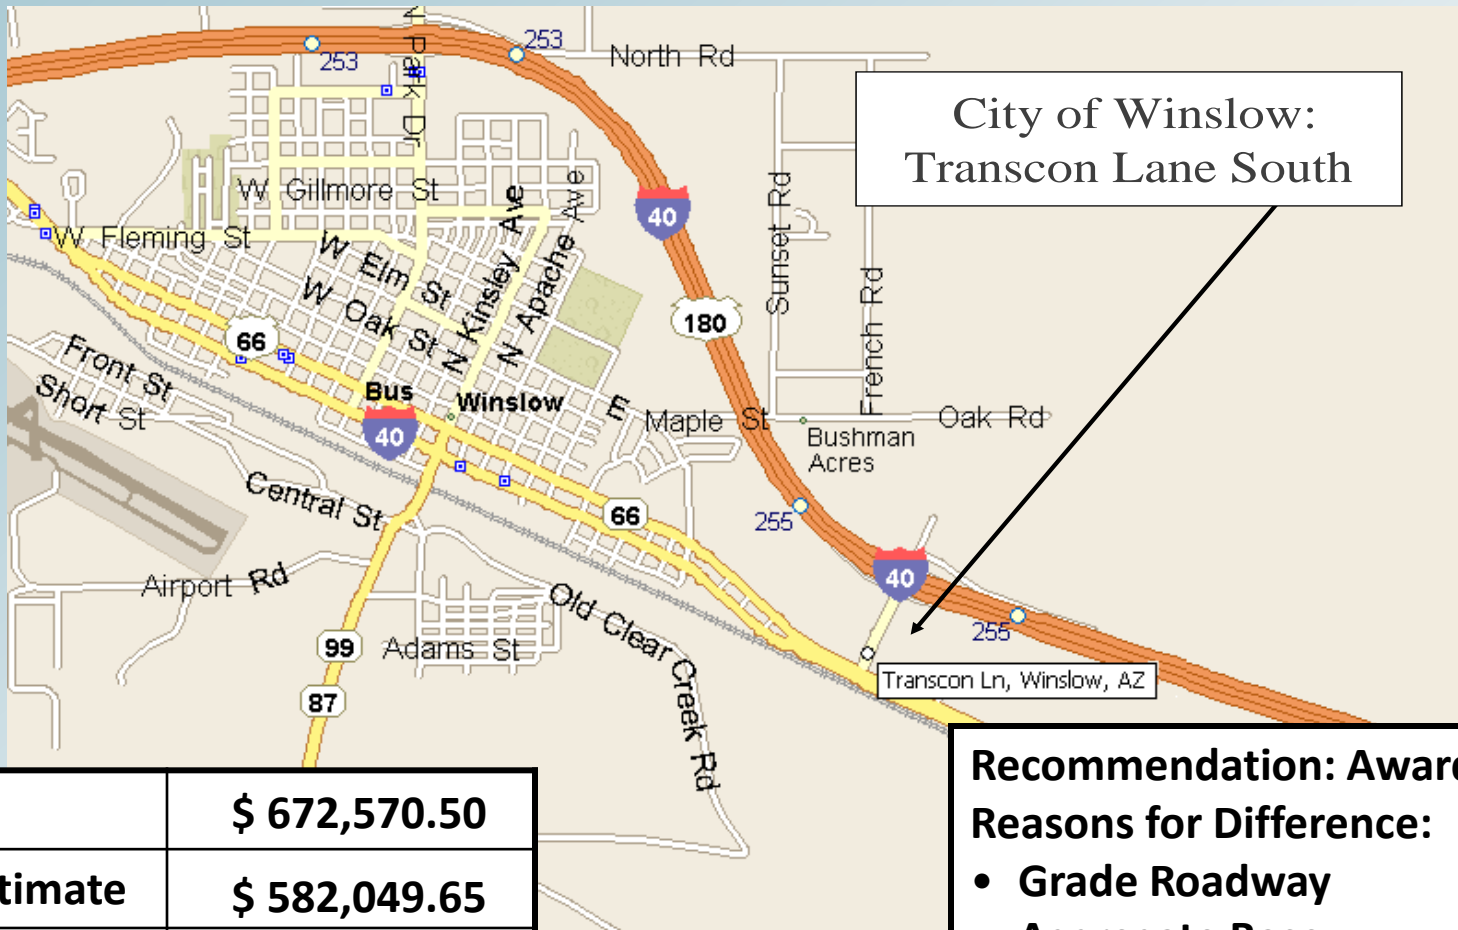 253
253
North Rd
N Park Dr
City of Winslow:
Transcon Lane South
W Gillmore St
40
W Fleming St
W Elm St
W Oak St
N Kinsley Ave
N Apache Ave
Sunset Rd
French Rd
180
66
Front St
Short St
Bus
40
Winslow
E Maple St
Oak Rd
Bushman
Acres
Central St
66
255
40
Airport Rd
Old Clear Creek Rd
255
99
Adams St
Transcon Ln, Winslow, AZ
87
$ 672,570.50
timate
$ 582,049.65
Recommendation: Award
Reasons for Difference:
• Grade Roadway